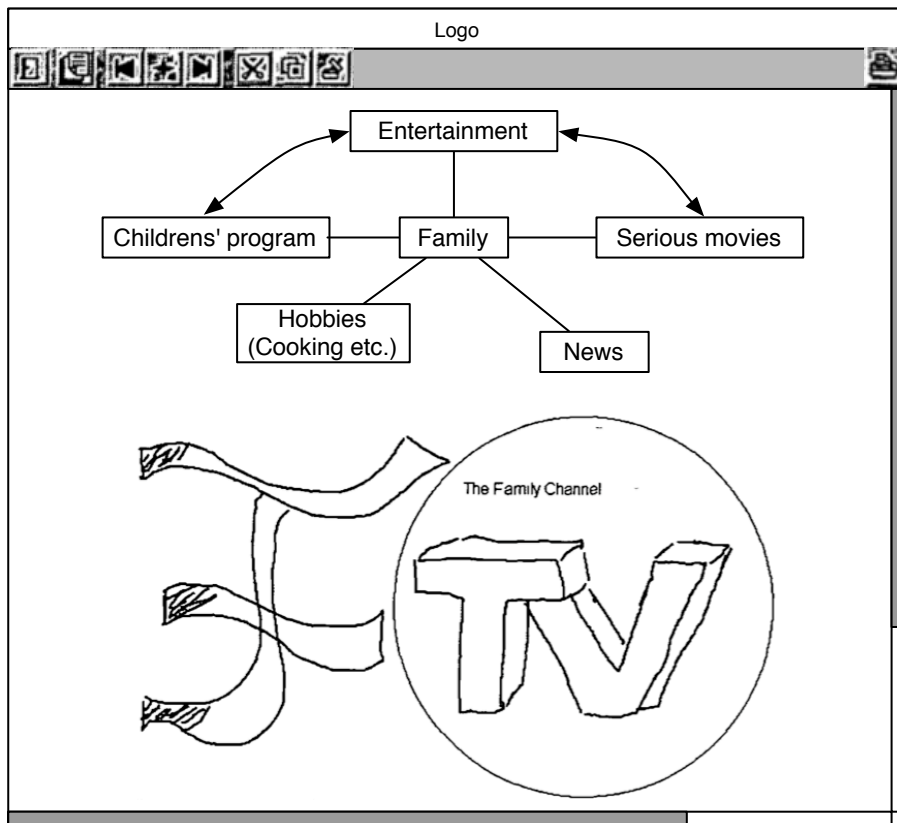 Logo
Entertainment
Childrens' program
Family
Serious movies
Hobbies
(Cooking etc.)
News
The Family Channel
TV